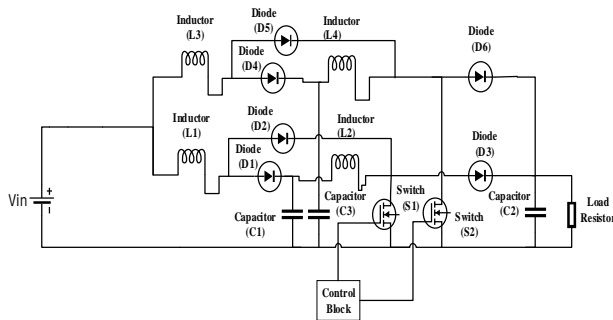 Inductor
(L3)
Diode
(D5)
Inductor
(L4)
Diode
(D4)
Diode
(D6)
Inductor
(L1)
Diode
(D2)
Inductor
(L2)
Diode
(D1)
Diode
(D3)
Vin
Capacitor
(C1)
Capacitor
(C3)
Switch
(S1)
Switch
(S2)
Capacitor
(C2)
Load
Resistor
Control
Block